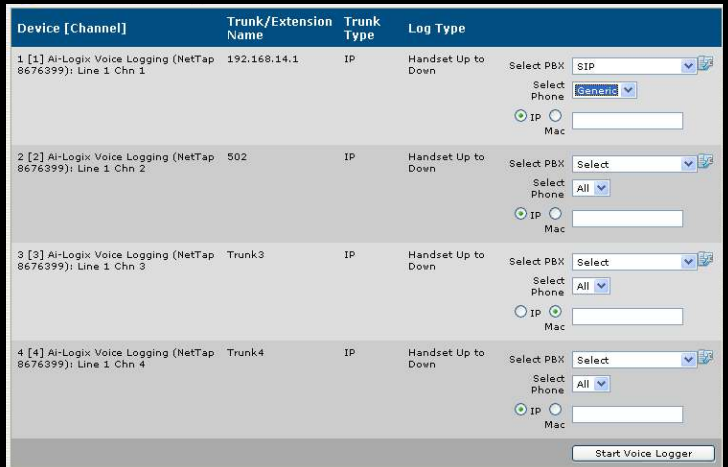 Device [Channel] Trunk/Extension Name Trunk Type Log Type
1 [1] Ai-Logix Voice Logging (NetTap 8676399): Line 1 Chn 1 192.168.14.1 IP Handset Up to Down
Select PBX SIP
Select Phone Generic
IP Mac
2 [2] Ai-Logix Voice Logging (NetTap 8676399): Line 1 Chn 2 502 IP Handset Up to Down
Select PBX Select
Select Phone All
IP Mac
3 [3] Ai-Logix Voice Logging (NetTap 8676399): Line 1 Chn 3 Trunk3 IP Handset Up to Down
Select PBX Select
Select Phone All
IP Mac
4 [4] Ai-Logix Voice Logging (NetTap 8676399): Line 1 Chn 4 Trunk4 IP Handset Up to Down
Select PBX Select
Select Phone All
IP Mac
Start Voice Logger